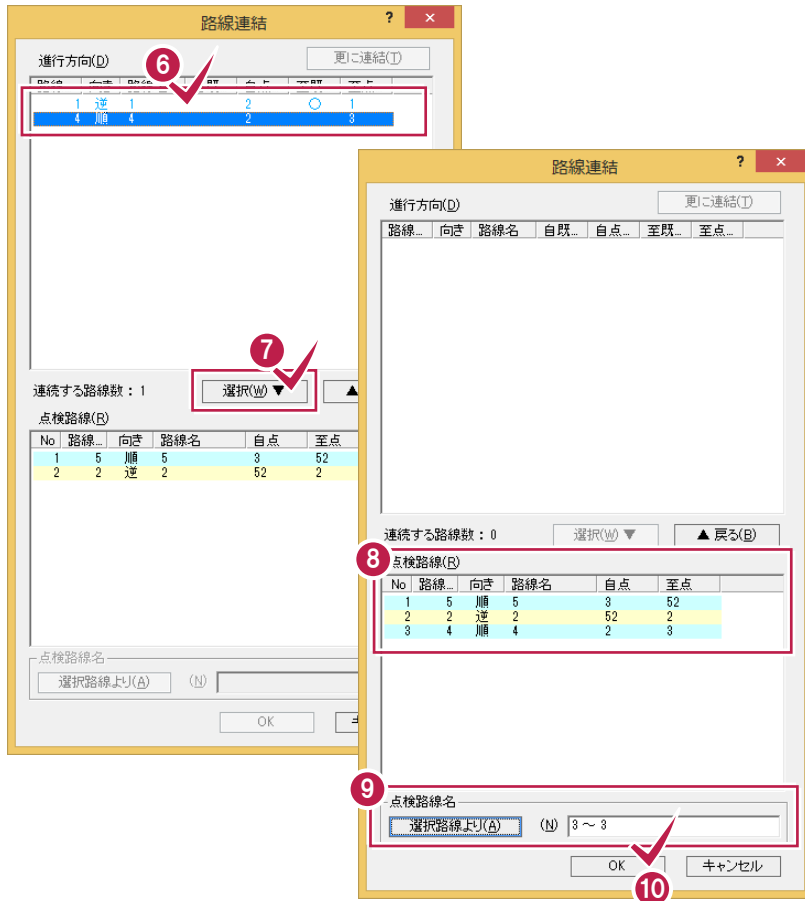 路線連結
? ×
進行方向(D)
更に連結(T)
6
1 逆 1 2 ○ 1
4 順 4 2 3
7
連続する路線数：1
選択(W) ▼
▲
点検路線(R)
No 路線... 向き 路線名 自点 至点
1 5 順 5 3 52
2 2 逆 2 52 2
点検路線名
選択路線より(A)
(N)
OK
路線連結
? ×
進行方向(D)
更に連結(T)
路線... 向き 路線名 自既... 自点... 至既... 至点...
連続する路線数：0
選択(W) ▼
▲ 戻る(B)
8
点検路線(R)
No 路線... 向き 路線名 自点 至点
1 5 順 5 3 52
2 2 逆 2 52 2
3 4 順 4 2 3
9
点検路線名
選択路線より(A)
(N) 3 ～ 3
OK
キャンセル
10